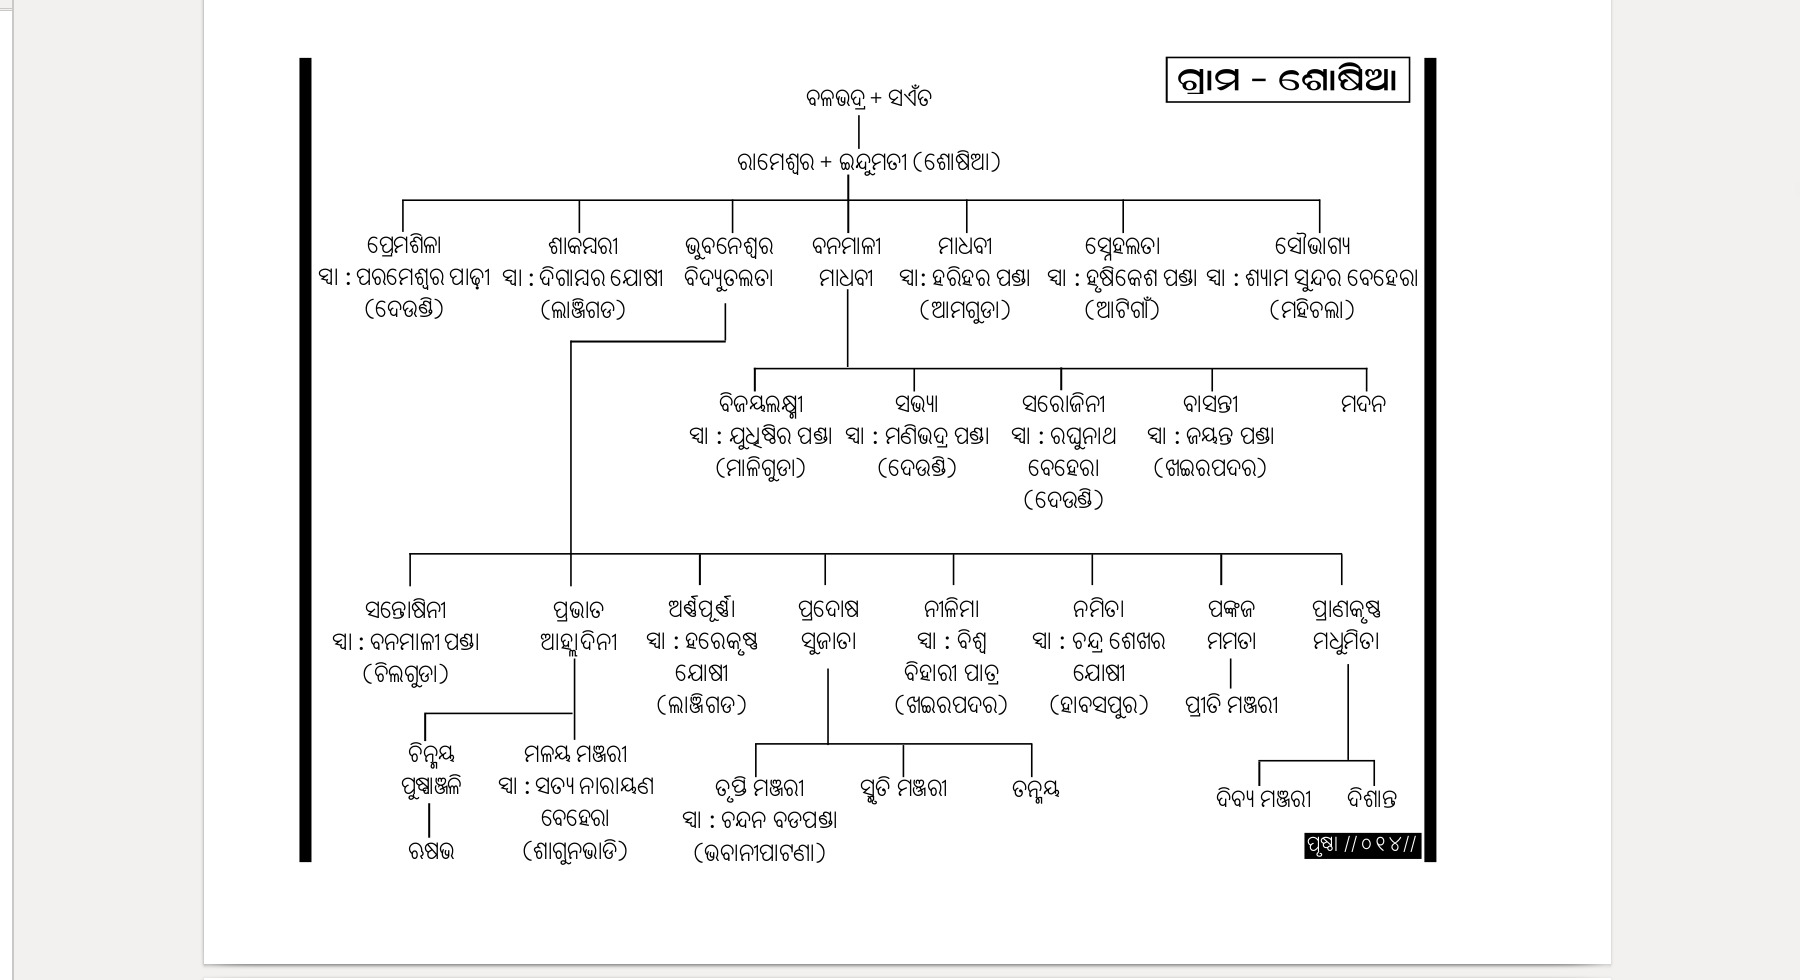 ଗ୍ରାମ - ଶୋଷିଆ
ବଳଭଦ୍ର + ସଏଁତ
ରାମେଶ୍ୱର + ଇନ୍ଦୁମତୀ (ଶୋଷିଆ)
ପ୍ରେମଶିଳା ଶାକମ୍ବରୀ ଭୁବନେଶ୍ୱର ବନମାଳୀ ମାଧବୀ ସ୍ନେହଲତା ସୌଭାଗ୍ୟ
ସ୍ୱା : ପରମେଶ୍ୱର ପାଢ଼ୀ ସ୍ୱା : ଦିଗାମ୍ବର ଯୋଷୀ ବିଦ୍ୟୁତଲତା ମାଧବୀ ସ୍ୱା : ହରିହର ପଣ୍ଡା ସ୍ୱା : ହୃଷିକେଶ ପଣ୍ଡା ସ୍ୱା : ଶ୍ୟାମ ସୁନ୍ଦର ବେହେରା
(ଦେଉଣ୍ଡି) (ଲାଞ୍ଜିଗଡ) (ଆମଗୁଡା) (ଆଟିଗାଁ) (ମହିଚଲା)
ବିଜୟଲକ୍ଷ୍ମୀ ସଭ୍ୟା ସରୋଜିନୀ ବାସନ୍ତୀ ମଦନ
ସ୍ୱା : ଯୁଧିଷ୍ଠିର ପଣ୍ଡା ସ୍ୱା : ମଣିଭଦ୍ର ପଣ୍ଡା ସ୍ୱା : ରଘୁନାଥ ସ୍ୱା : ଜୟନ୍ତ ପଣ୍ଡା
(ମାଳିଗୁଡା) (ଦେଉଣ୍ଡି) ବେହେରା (ଖଇରପଦର)
(ଦେଉଣ୍ଡି)
ସନ୍ତୋଷିନୀ ପ୍ରଭାତ ଅର୍ଣ୍ଣପୂର୍ଣ୍ଣା ପ୍ରଦୋଷ ନୀଳିମା ନମିତା ପଙ୍କଜ ପ୍ରାଣକୃଷ୍ଣ
ସ୍ୱା : ବନମାଳୀ ପଣ୍ଡା ଆହ୍ଲାଦିନୀ ସ୍ୱା : ହରେକୃଷ୍ଣ ସୁଜାତା ସ୍ୱା : ବିଶ୍ୱ ସ୍ୱା : ଚନ୍ଦ୍ର ଶେଖର ମମତା ମଧୁମିତା
(ଚିଲଗୁଡା) ଯୋଷୀ ବିହାରୀ ପାତ୍ର ଯୋଷୀ
(ଲାଞ୍ଜିଗଡ) (ଖଇରପଦର) (ହାବସପୁର) ପ୍ରୀତି ମଞ୍ଜରୀ
ଚିନ୍ମୟ ମଳୟ ମଞ୍ଜରୀ
ପୁଷ୍ପାଞ୍ଜଳି ସ୍ୱା : ସତ୍ୟ ନାରାୟଣ ତୃପ୍ତି ମଞ୍ଜରୀ ସ୍ମୃତି ମଞ୍ଜରୀ ତନ୍ମୟ ଦିବ୍ୟ ମଞ୍ଜରୀ ଦିଶାନ୍ତ
ବେହେରା ସ୍ୱା : ଚନ୍ଦନ ବଡପଣ୍ଡା
ଋଷଭ (ଶାଗୁନଭାଡି) (ଭବାନୀପାଟଣା)
ପୃଷ୍ଠା //୦୧୪//